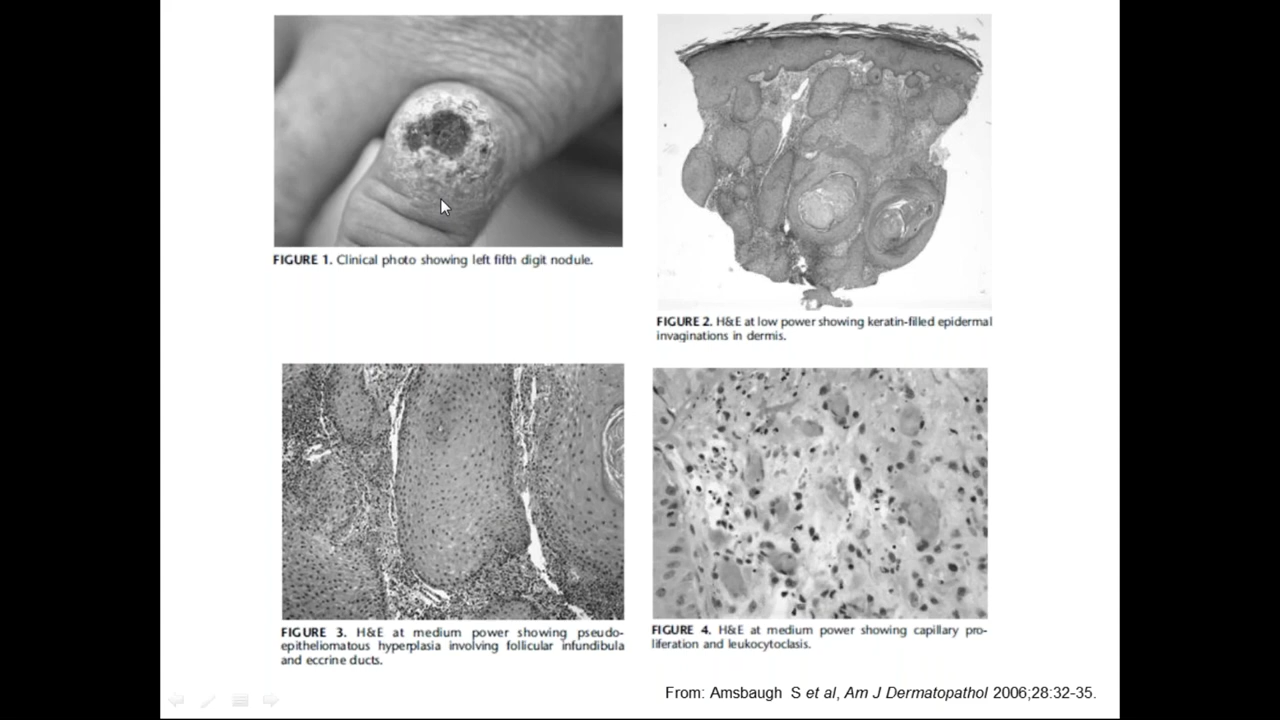 FIGURE 1. Clinical photo showing left fifth digit nodule.
FIGURE 2. H&E at low power showing keratin-filled epidermal
invaginations in dermis.
FIGURE 3. H&E at medium power showing pseudo-
epitheliomatous hyperplasia involving follicular infundibula
and eccrine ducts.
FIGURE 4. H&E at medium power showing capillary pro-
liferation and leukocytoclasis.
From: Amsbaugh S et al, Am J Dermatopathol 2006;28:32-35.